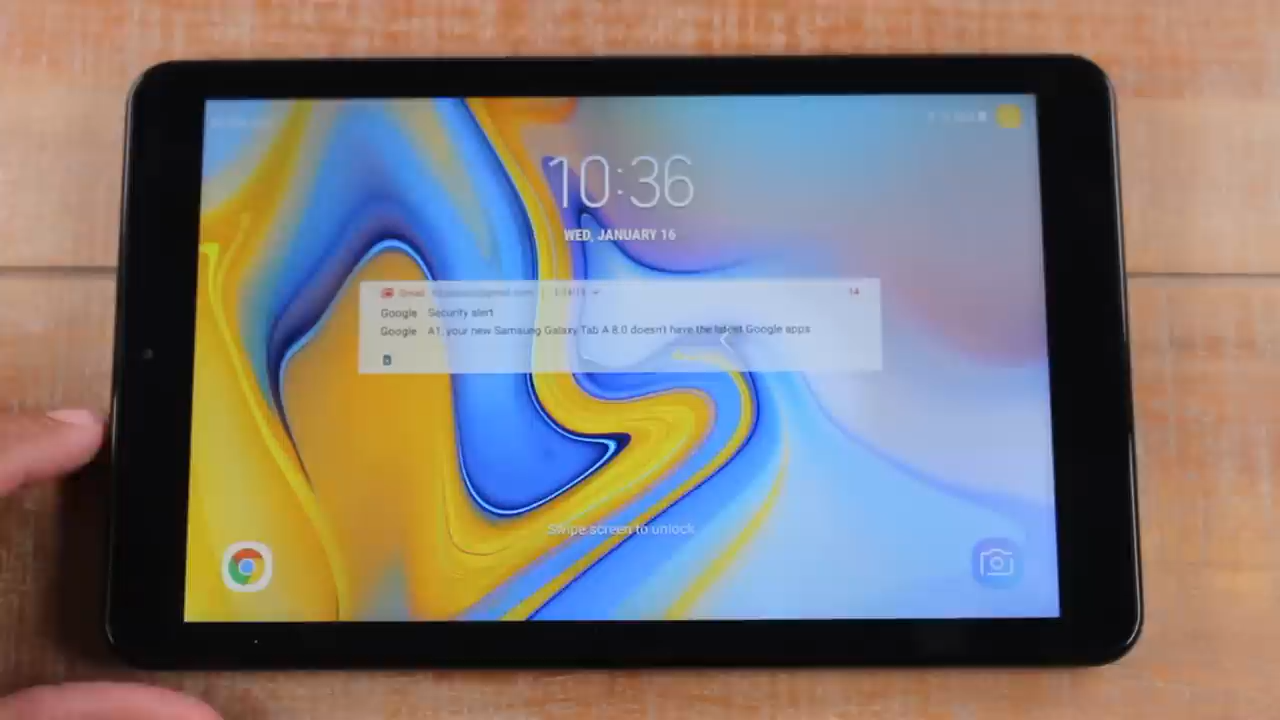 10:36
WED, JANUARY 16
Gmail
14
Google Security alert
Google A1, your new Samsung Galaxy Tab A 8.0 doesn't have the latest Google apps
Swipe screen to unlock